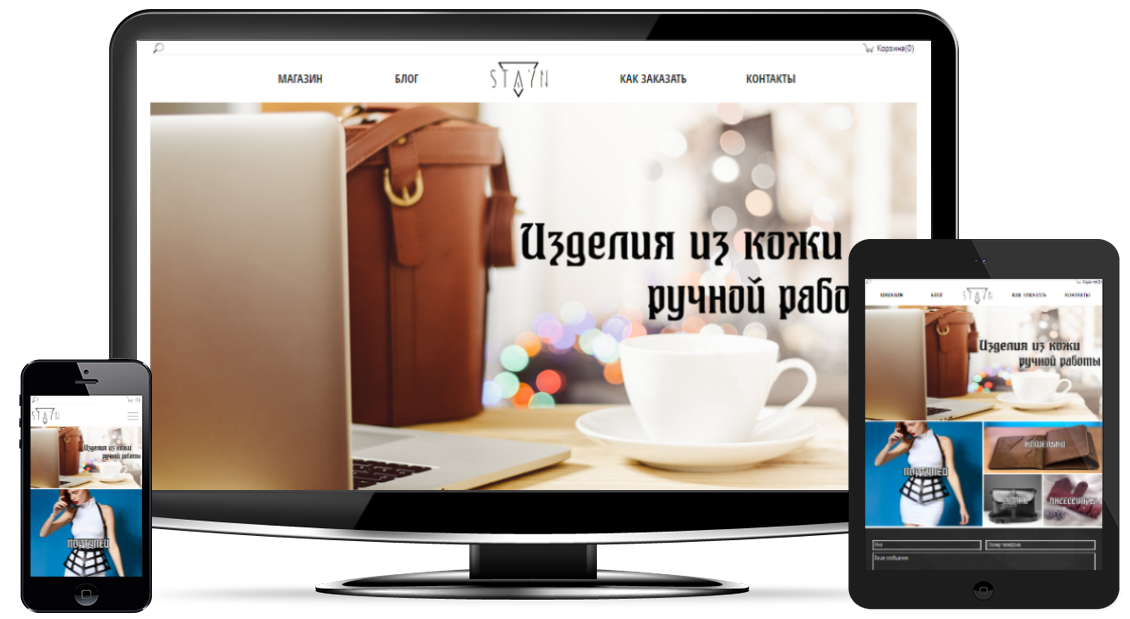 Корзина(0)
МАГАЗИН
БЛОГ
STAYN
КАК ЗАКАЗАТЬ
КОНТАКТЫ
Изделия из кожи
ручной рабо
STAYN
Изделия из кожи
ручной работы
ПОРТУПЕИ
МАГАЗИН
БЛОГ
STAYN
КАК ЗАКАЗАТЬ
КОНТАКТЫ
Изделия из кожи
ручной работы
ПОРТУПЕИ
КОШЕЛЬКИ
АКСЕССУАРЫ
Имя
Номер телефона
Ваше сообщение